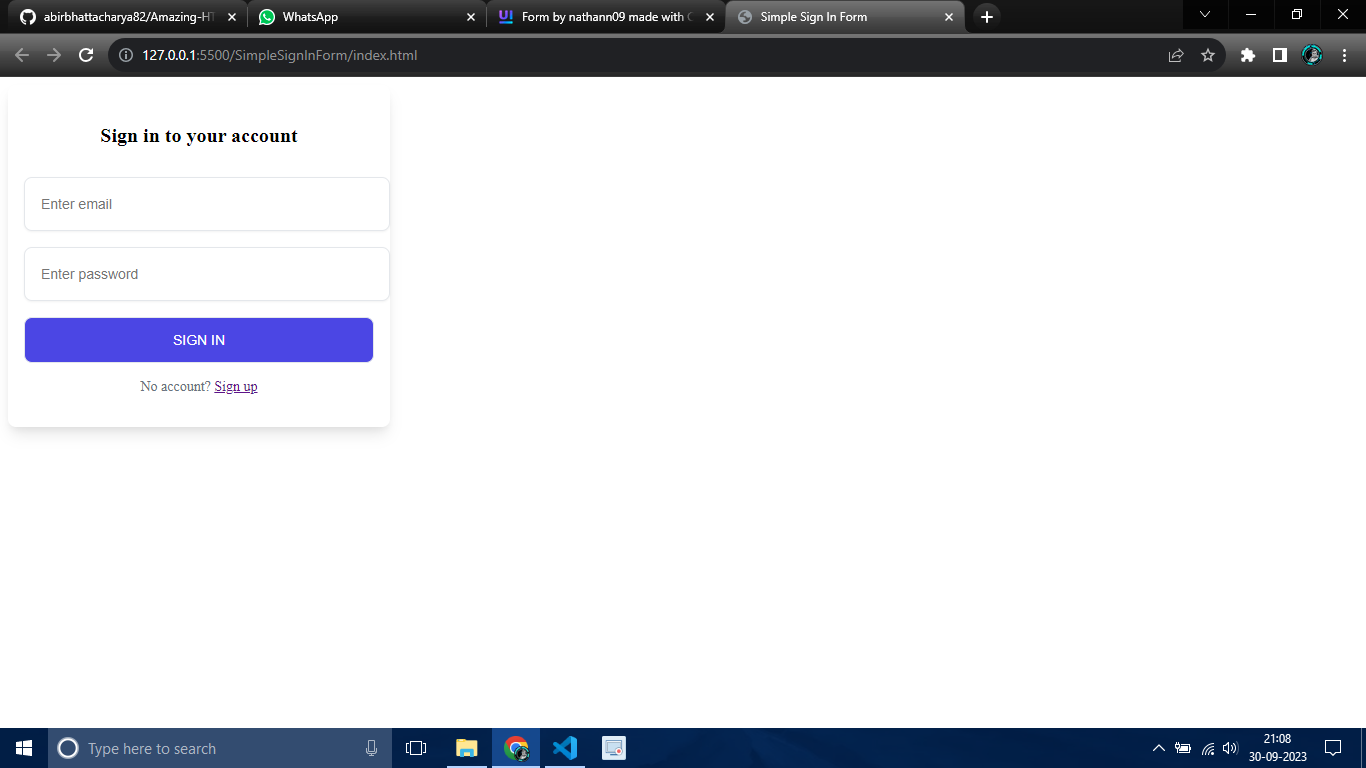 abirbhattacharya82/Amazing-HT
WhatsApp
Form by nathann09 made with
Simple Sign In Form
127.0.0.1:5500/SimpleSignInForm/index.html
Sign in to your account
Enter email
Enter password
SIGN IN
No account? Sign up
Type here to search
21:08
30-09-2023